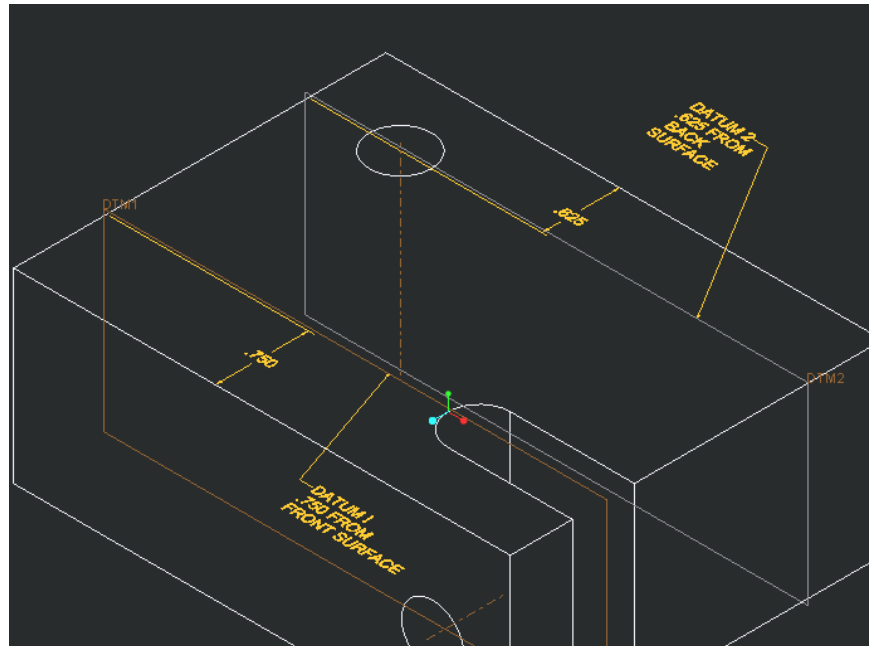 DATUM 2
.625 FROM
BACK
SURFACE
DTM1
.625
.750
DTM2
DATUM 1
.750 FROM
FRONT SURFACE